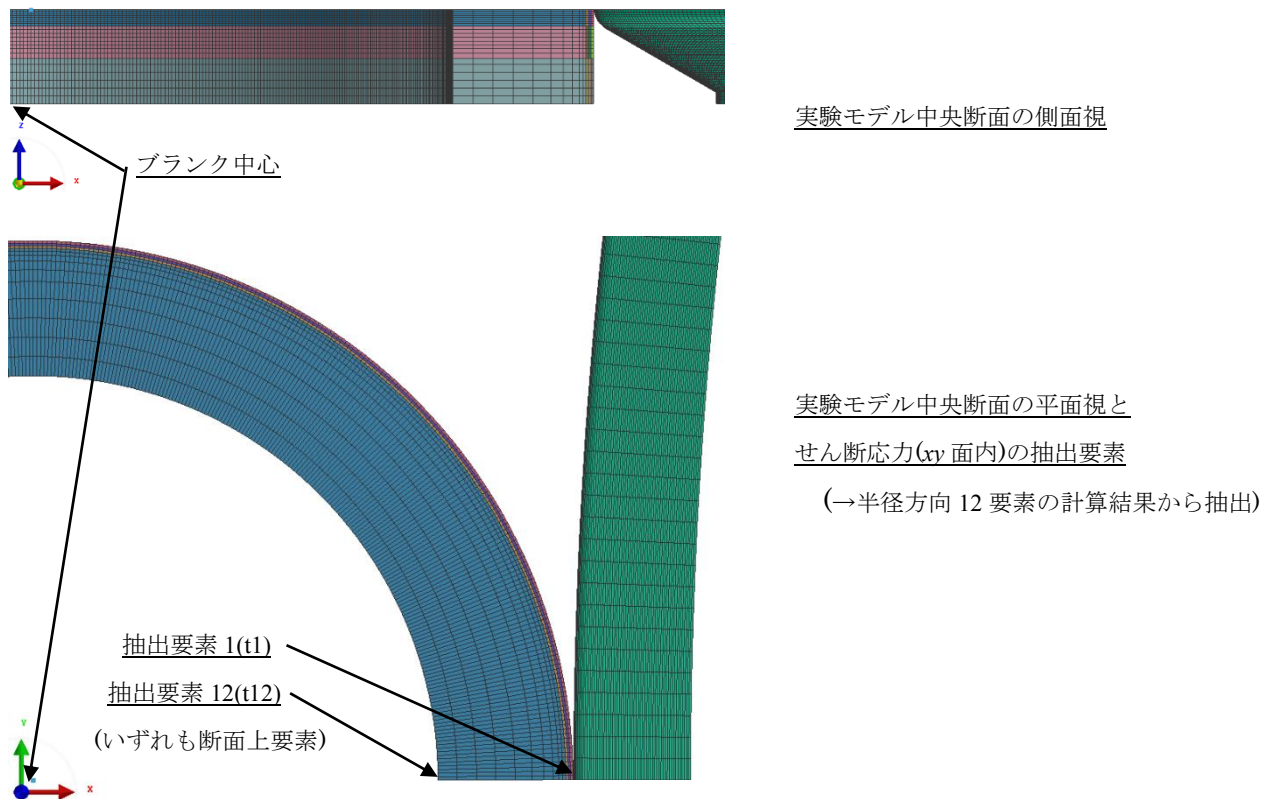 実験モデル中央断面の側面視
z
x
ブランク中心
実験モデル中央断面の平面視と
せん断応力(xy 面内)の抽出要素
(→半径方向 12 要素の計算結果から抽出)
抽出要素 1(t1)
抽出要素 12(t12)
(いずれも断面上要素)
Y
x